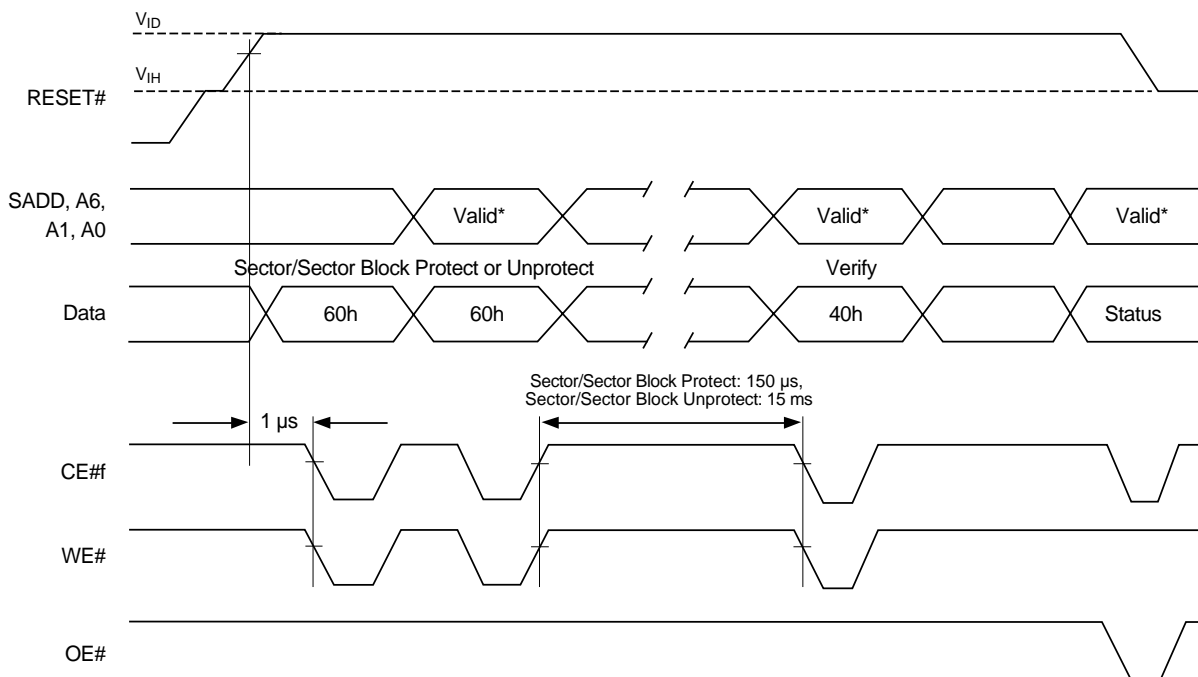 VID
VIH
RESET#
SADD, A6,
A1, A0
Valid*
Valid*
Valid*
Sector/Sector Block Protect or Unprotect
Verify
Data
60h
60h
40h
Status
Sector/Sector Block Protect: 150 µs,
Sector/Sector Block Unprotect: 15 ms
1 µs
CE#f
WE#
OE#